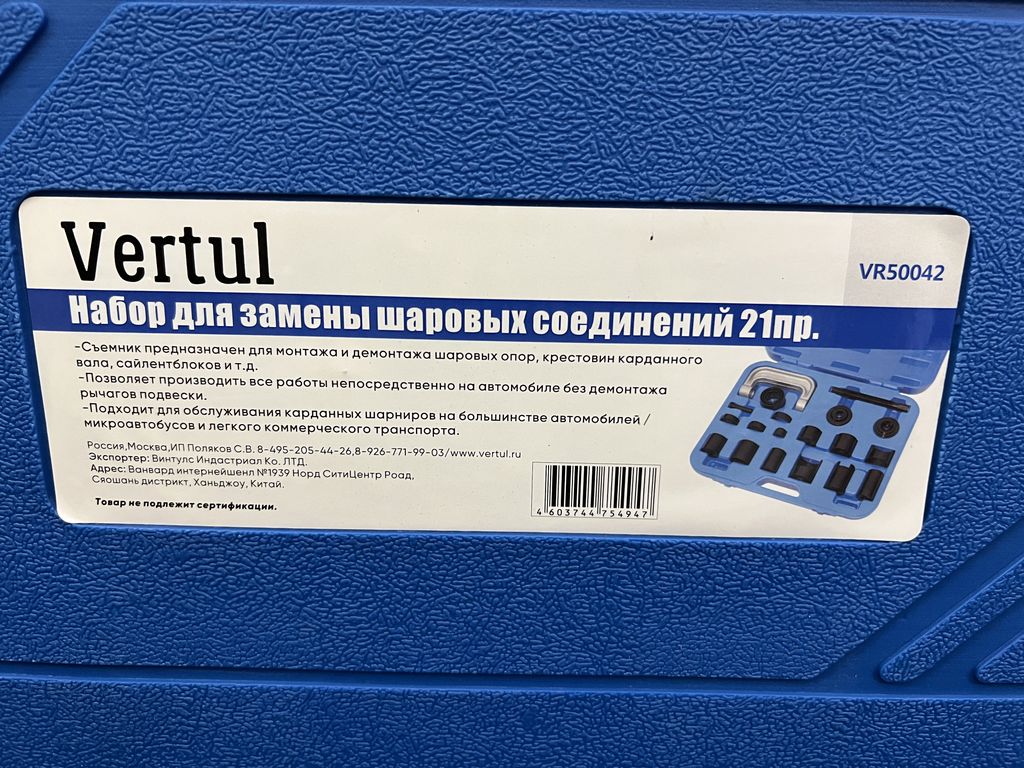 Vertul
VR50042
Набор для замены шаровых соединений 21пр.
-Съемник предназначен для монтажа и демонтажа шаровых опор, крестовин карданного
вала, сайлентблоков и т.д.
-Позволяет производить все работы непосредственно на автомобиле без демонтажа
рычагов подвески.
-Подходит для обслуживания карданных шарниров на большинстве автомобилей /
микроавтобусов и легкого коммерческого транспорта.
Россия,Москва,ИП Поляков С.В. 8-495-205-44-26,8-926-771-99-03/www.vertul.ru
Экспортер: Винтулс Индастриал Ко. ЛТД.
Адрес: Ванвард интернейшенл №1939 Норд СитиЦентр Роад,
Сяошань дистрикт, Ханьджоу, Китай.
Товар не подлежит сертификации.
4 603744 754947